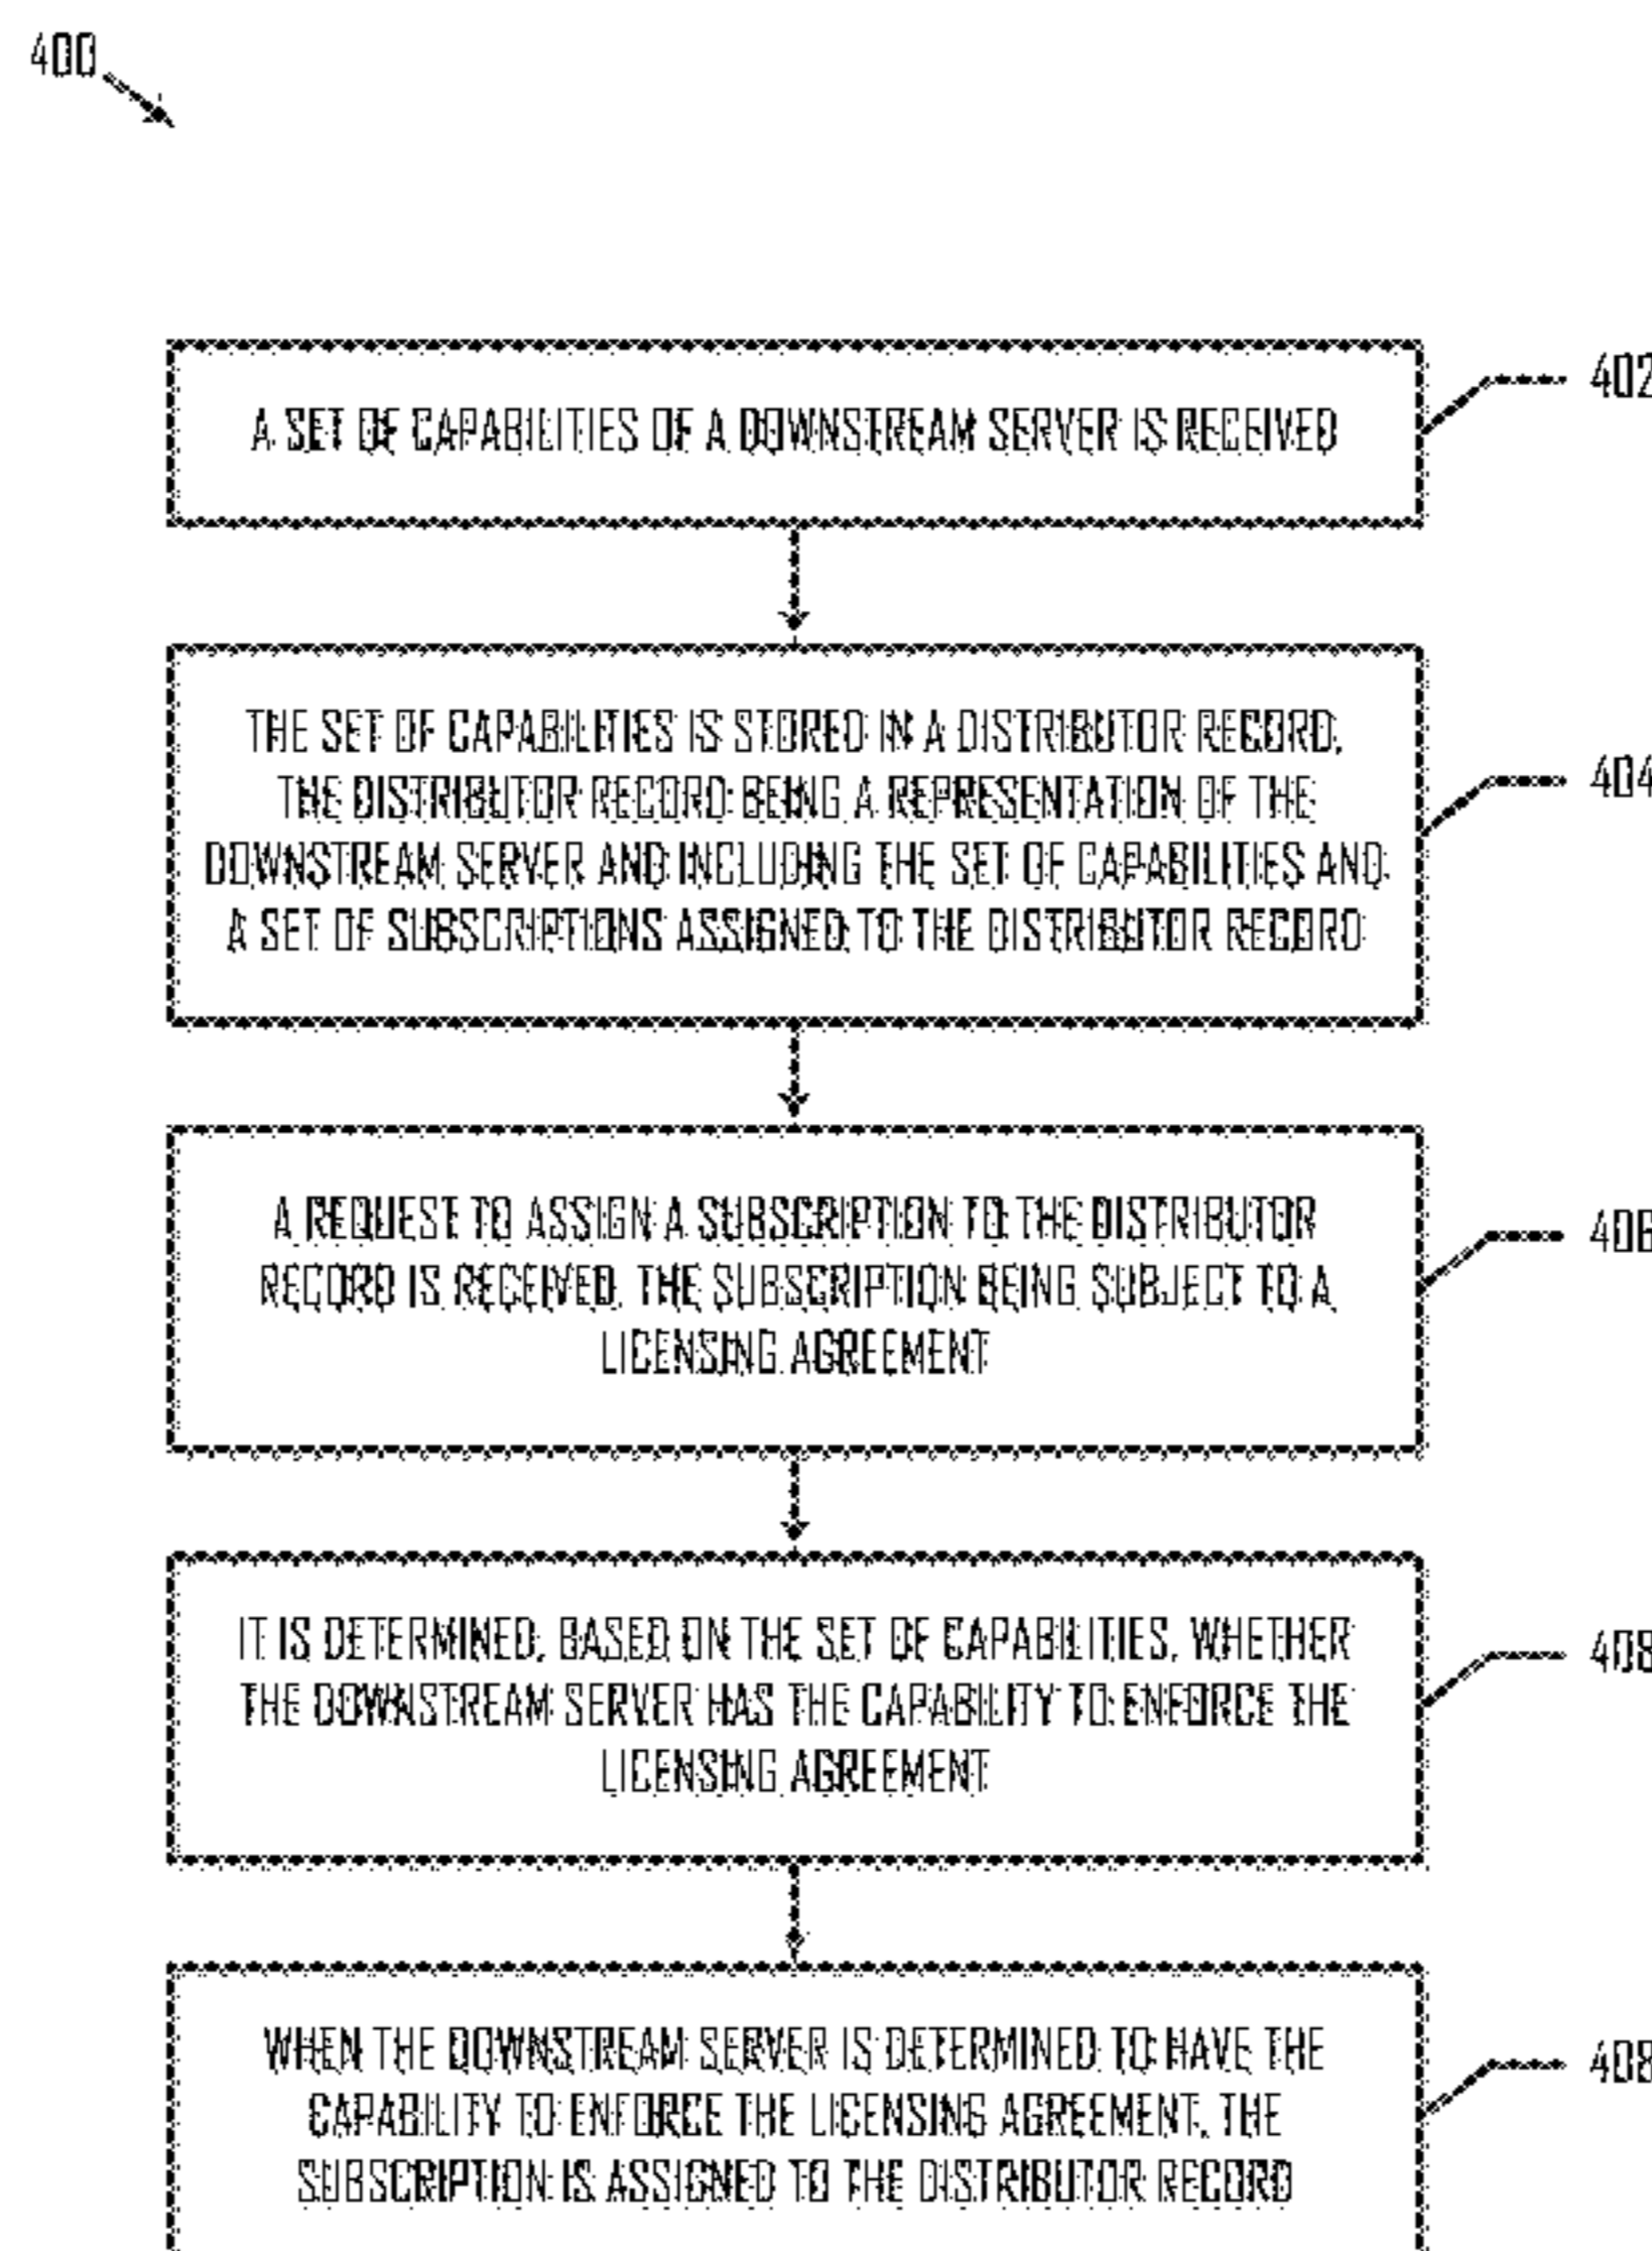 400
A SET OF CAPABILITIES OF A DOWNSTREAM SERVER IS RECEIVED
402
THE SET OF CAPABILITIES IS STORED IN A DISTRIBUTOR RECORD,
THE DISTRIBUTOR RECORD BEING A REPRESENTATION OF THE
DOWNSTREAM SERVER AND INCLUDING THE SET OF CAPABILITIES AND
A SET OF SUBSCRIPTIONS ASSIGNED TO THE DISTRIBUTOR RECORD
404
A REQUEST TO ASSIGN A SUBSCRIPTION TO THE DISTRIBUTOR
RECORD IS RECEIVED, THE SUBSCRIPTION BEING SUBJECT TO A
LICENSING AGREEMENT
406
IT IS DETERMINED, BASED ON THE SET OF CAPABILITIES, WHETHER
THE DOWNSTREAM SERVER HAS THE CAPABILITY TO ENFORCE THE
LICENSING AGREEMENT
408
WHEN THE DOWNSTREAM SERVER IS DETERMINED TO HAVE THE
CAPABILITY TO ENFORCE THE LICENSING AGREEMENT, THE
SUBSCRIPTION IS ASSIGNED TO THE DISTRIBUTOR RECORD
408